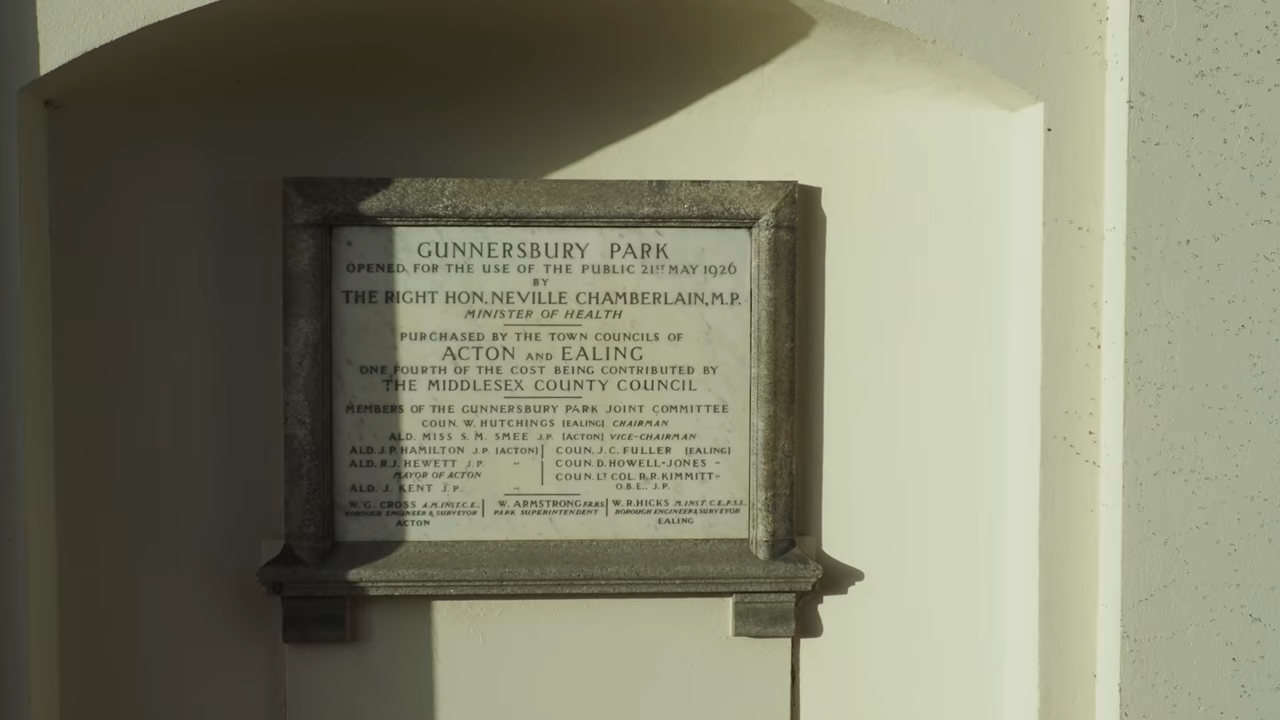 GUNNERSBURY PARK
OPENED FOR THE USE OF THE PUBLIC 21ST MAY 1926
BY
THE RIGHT HON. NEVILLE CHAMBERLAIN, M.P.
MINISTER OF HEALTH
PURCHASED BY THE TOWN COUNCILS OF
ACTON AND EALING
ONE FOURTH OF THE COST BEING CONTRIBUTED BY
THE MIDDLESEX COUNTY COUNCIL
MEMBERS OF THE GUNNERSBURY PARK JOINT COMMITTEE
COUN. W. HUTCHINGS [EALING] CHAIRMAN
ALD. MISS S. M. SMEE J.P. [ACTON] VICE-CHAIRMAN
ALD. J. P. HAMILTON J.P. [ACTON] COUN. J. C. FULLER [EALING]
ALD. R. J. HEWETT J.P. " COUN. D. HOWELL-JONES "
MAYOR OF ACTON COUN. LT COL. R. R. KIMMITT "
ALD. J. KENT J.P. " O.B.E., J.P.
W. G. CROSS A.M. INST. C.E., W. ARMSTRONG F.R.H.S. W. R. HICKS M. INST. C.E. F.S.I.
BOROUGH ENGINEER & SURVEYOR PARK SUPERINTENDENT BOROUGH ENGINEER & SURVEYOR
ACTON EALING